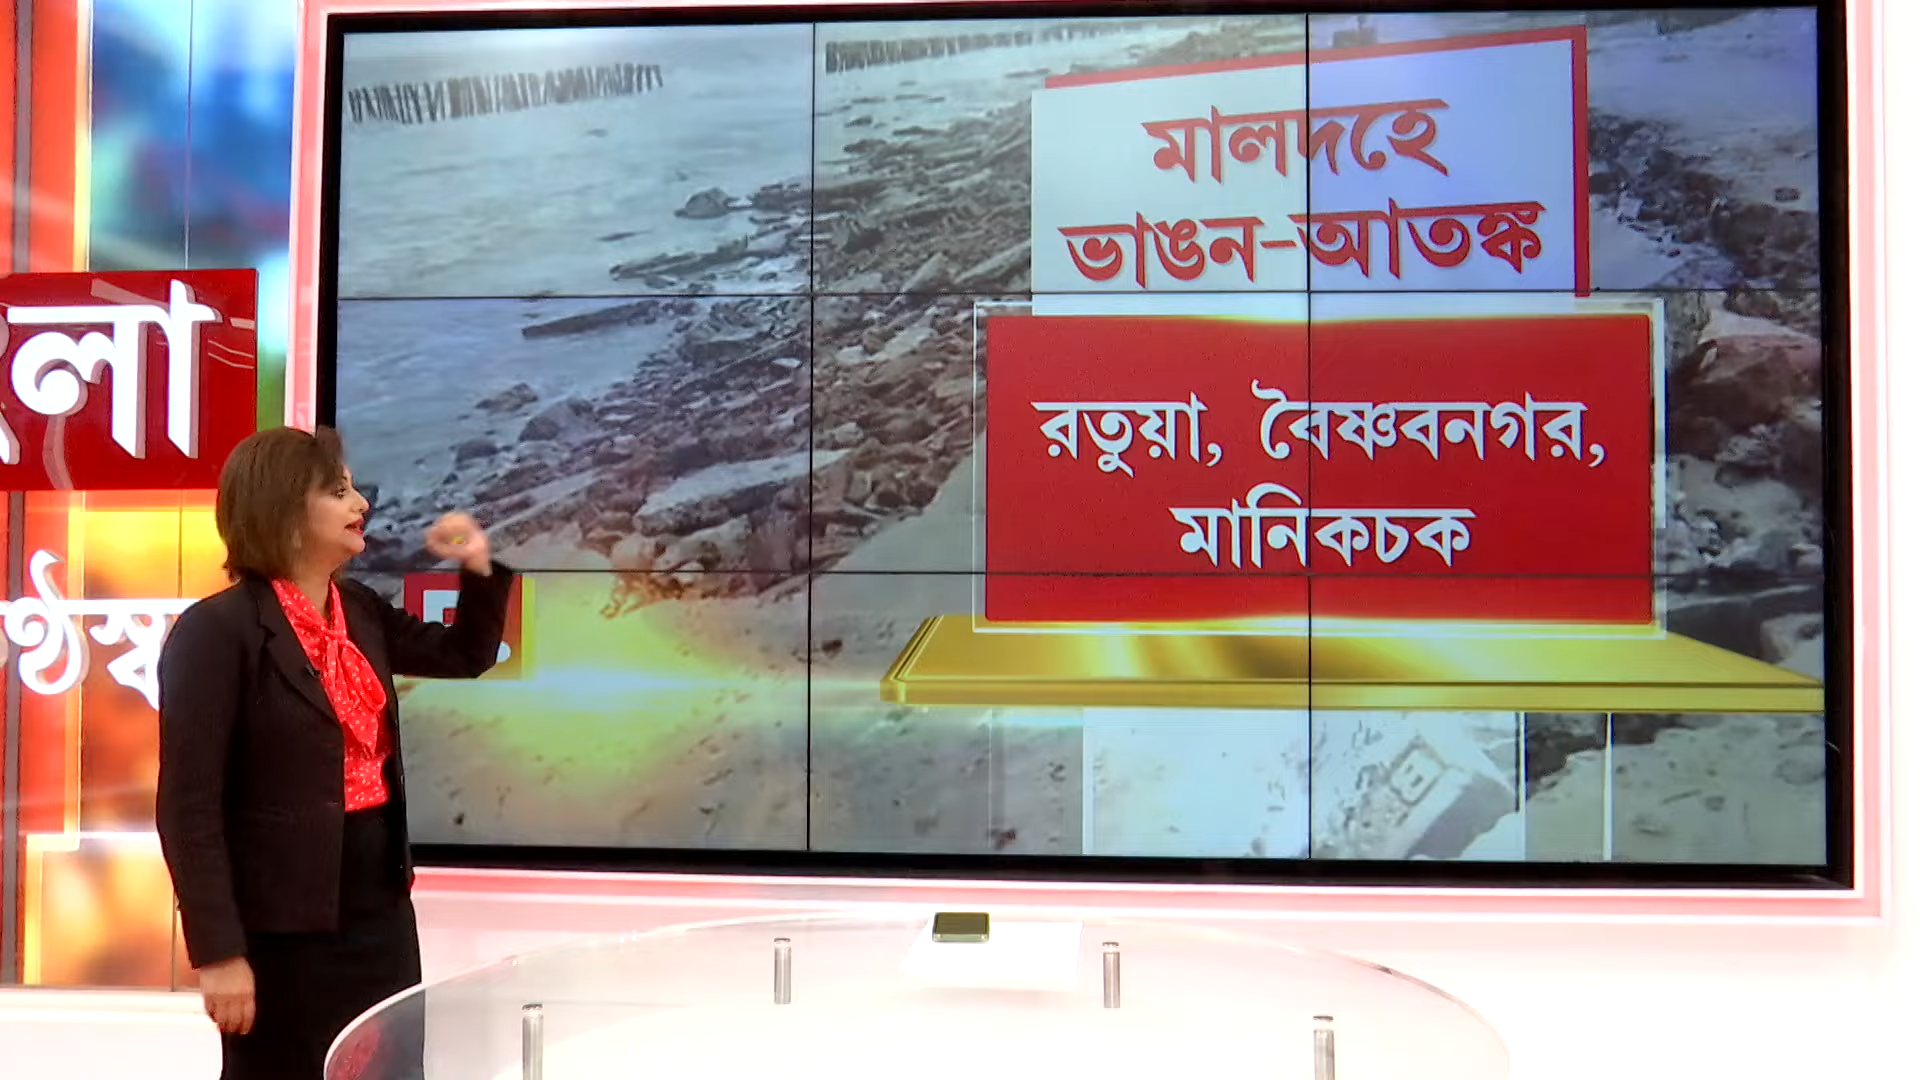 মালদহে
ভাঙন-আতঙ্ক
রতুয়া, বৈষ্ণবনগর,
মানিকচক